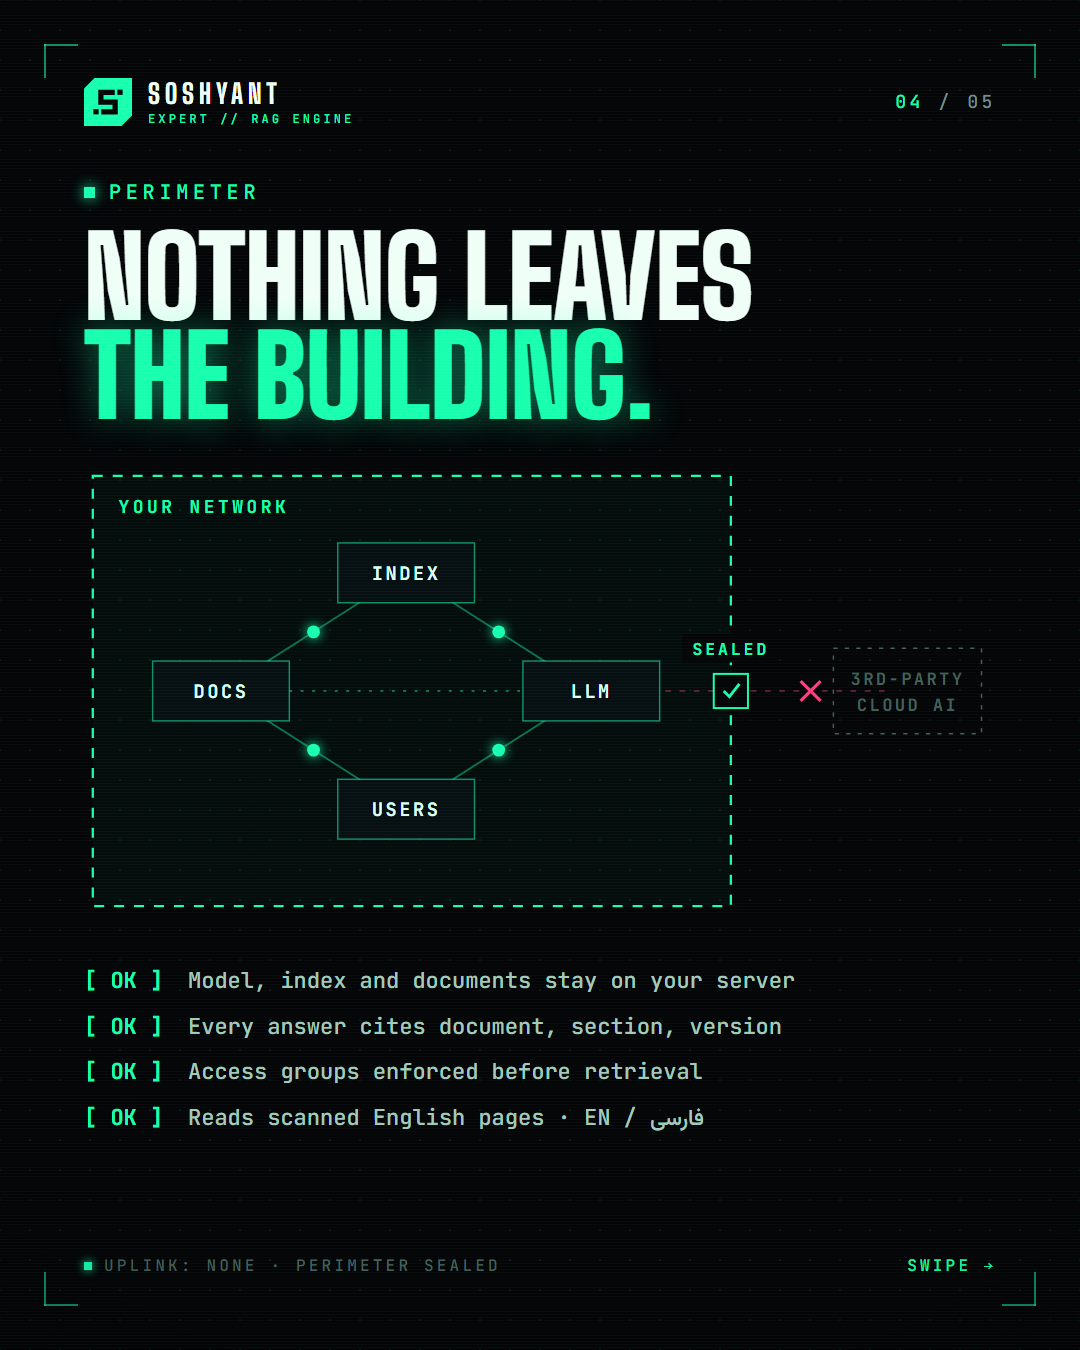 SOSHYANT
EXPERT // RAG ENGINE
04 / 05
PERIMETER
NOTHING LEAVES
THE BUILDING.
YOUR NETWORK
INDEX
SEALED
DOCS
LLM
3RD-PARTY
CLOUD AI
USERS
[ OK ] Model, index and documents stay on your server
[ OK ] Every answer cites document, section, version
[ OK ] Access groups enforced before retrieval
[ OK ] Reads scanned English pages · EN / فارسی
UPLINK: NONE · PERIMETER SEALED
SWIPE →